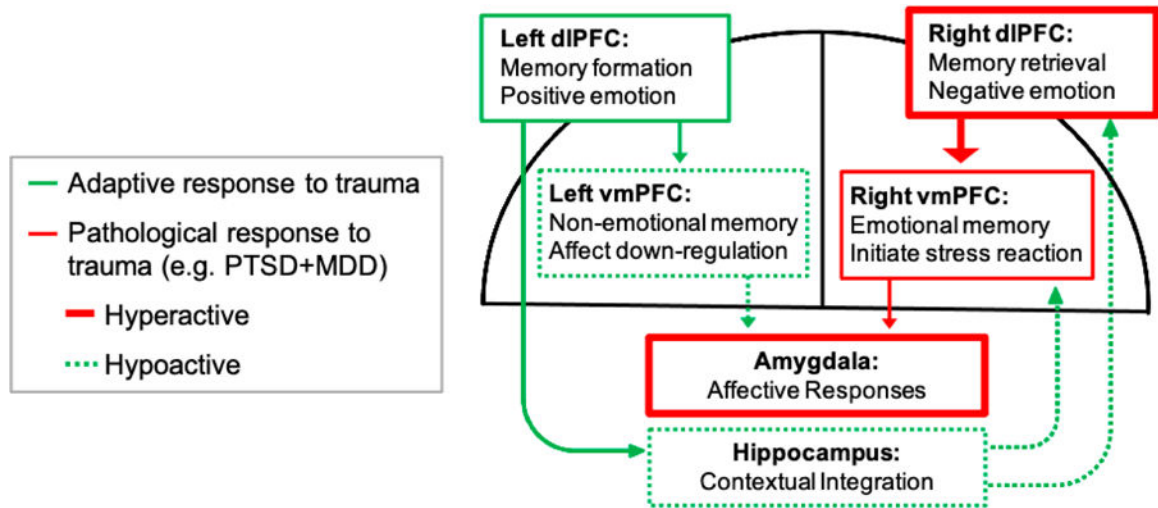 Adaptive response to trauma
Pathological response to
trauma (e.g. PTSD+MDD)
Hyperactive
Hypoactive
Left dlPFC:
Memory formation
Positive emotion
Right dlPFC:
Memory retrieval
Negative emotion
Left vmPFC:
Non-emotional memory
Affect down-regulation
Right vmPFC:
Emotional memory
Initiate stress reaction
Amygdala:
Affective Responses
Hippocampus:
Contextual Integration